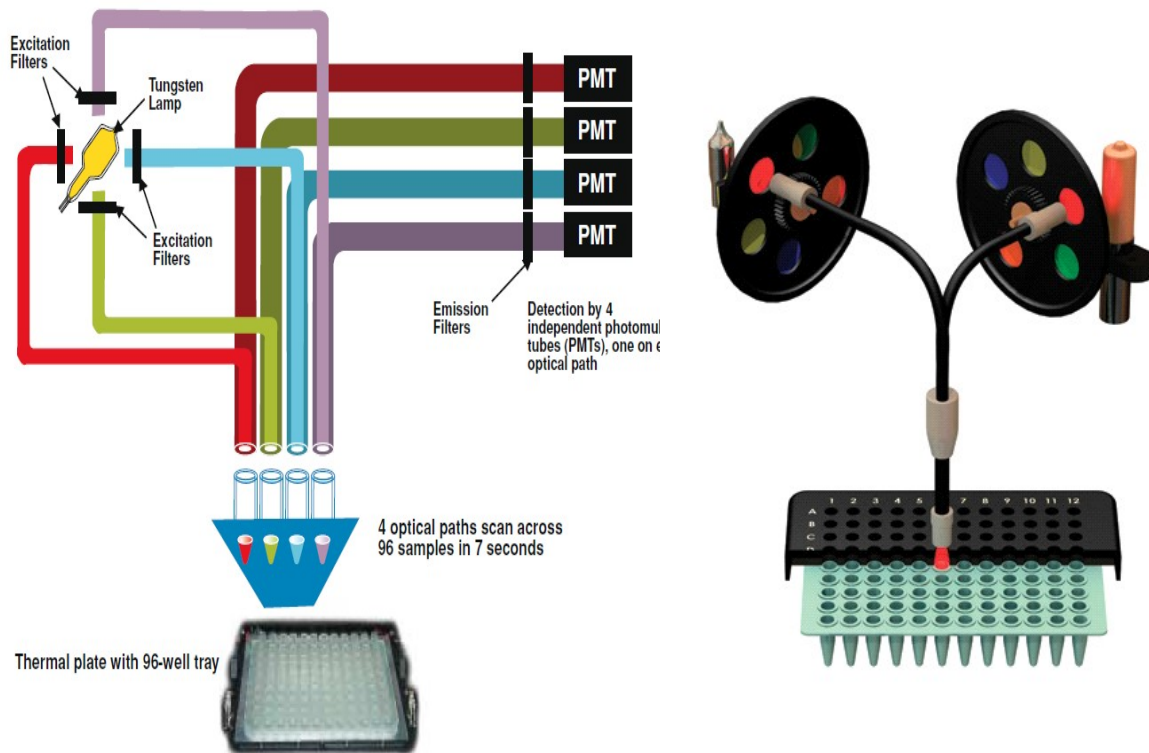 Excitation
Filters
Tungsten
Lamp
PMT
PMT
PMT
PMT
Excitation
Filters
Emission
Filters
Detection by 4
independent photomul
tubes (PMTs), one on e
optical path
4 optical paths scan across
96 samples in 7 seconds
Thermal plate with 96-well tray
1 2 3 4 5 7 8 9 10 11 12
A
B
C
D